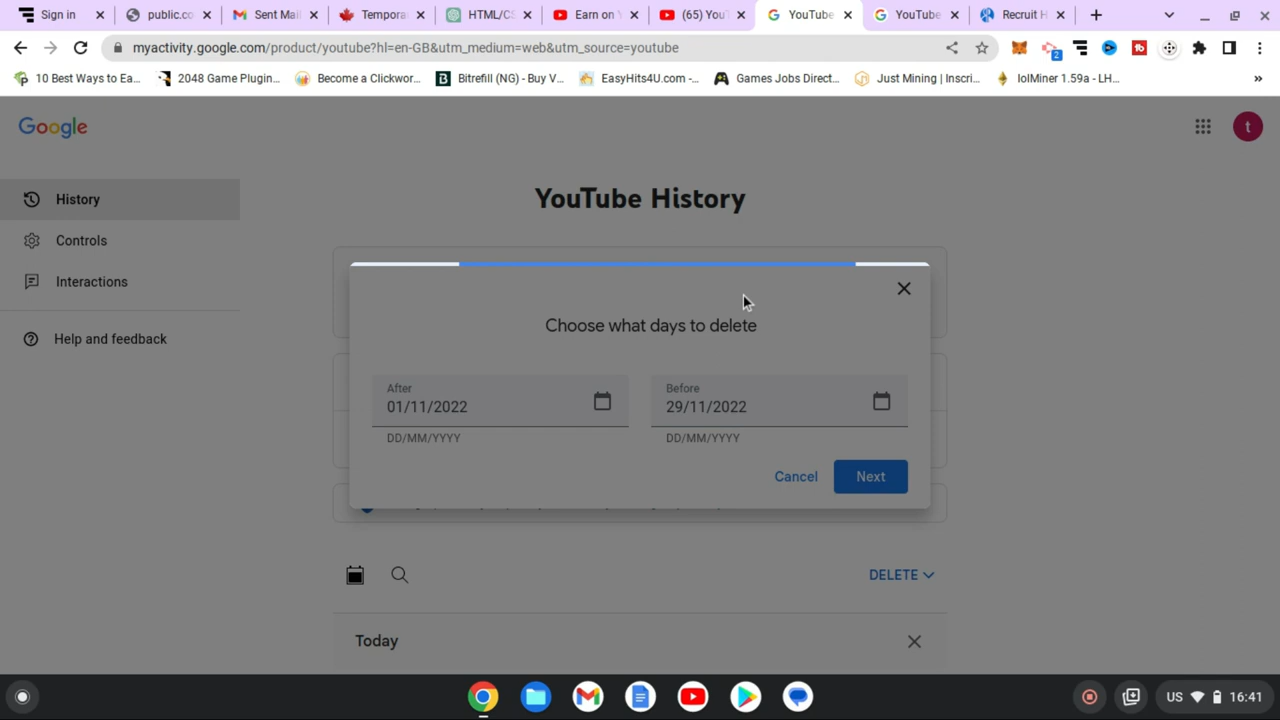 Sign in
public.co
Sent Mai
Tempora
HTML/CS
Earn on Y
(65) YouT
YouTube
YouTube
Recruit H
myactivity.google.com/product/youtube?hl=en-GB&utm_medium=web&utm_source=youtube
2
10 Best Ways to Ea...
2048 Game Plugin...
Become a Clickwor...
Bitrefill (NG) - Buy V...
EasyHits4U.com -...
Games Jobs Direct...
Just Mining | Inscri...
lolMiner 1.59a - LH...
»
Google
t
History
Controls
Interactions
Help and feedback
YouTube History
Choose what days to delete
After
01/11/2022
DD/MM/YYYY
Before
29/11/2022
DD/MM/YYYY
Cancel
Next
DELETE
Today
US
16:41